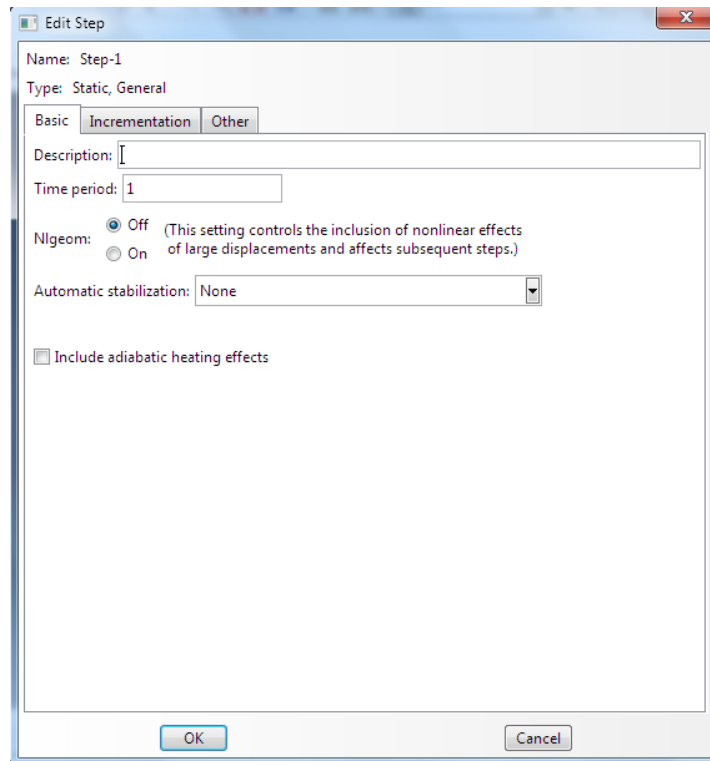 Edit Step
Name: Step-1
Type: Static, General
Basic Incrementation Other
Description:
Time period: 1
Nlgeom: Off (This setting controls the inclusion of nonlinear effects
On of large displacements and affects subsequent steps.)
Automatic stabilization: None
Include adiabatic heating effects
OK Cancel